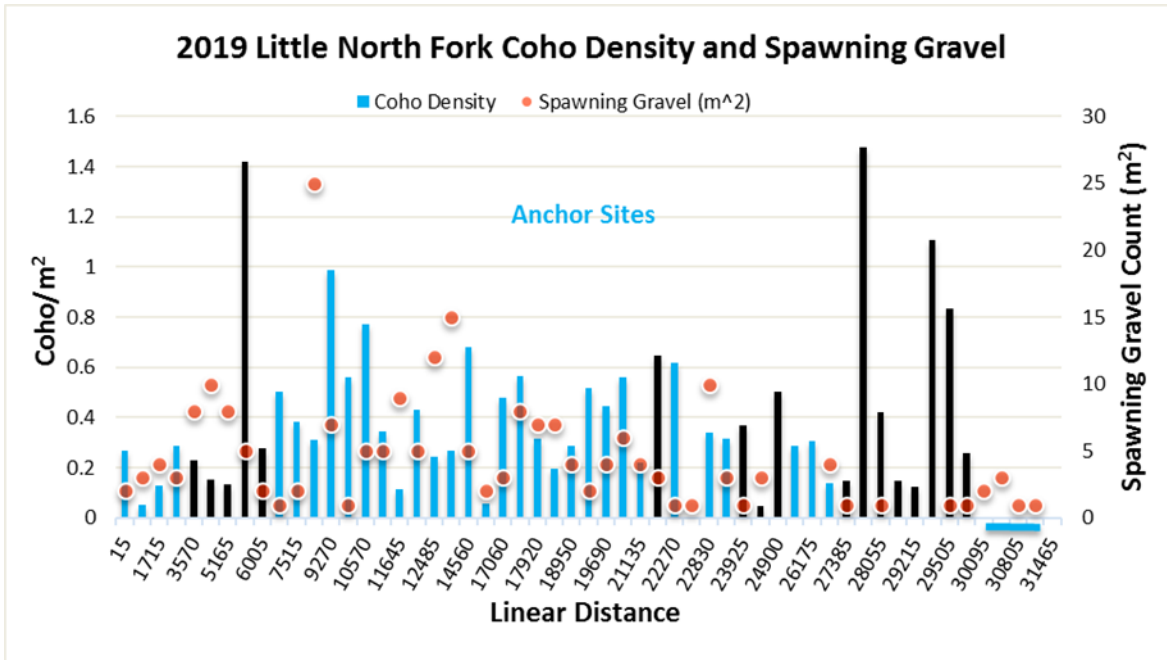 2019 Little North Fork Coho Density and Spawning Gravel
Coho Density Spawning Gravel (m^2)
Anchor Sites
Coho/m²
1.6
1.4
1.2
1
0.8
0.6
0.4
0.2
0
30
25
20
15
10
5
0
Spawning Gravel Count (m²)
15 1715 3570 5165 6005 7515 9270 10570 11645 12485 14560 17060 17920 18950 19690 21135 22270 22830 23925 24900 26175 27385 28055 29215 29505 30095 30805 31465
Linear Distance